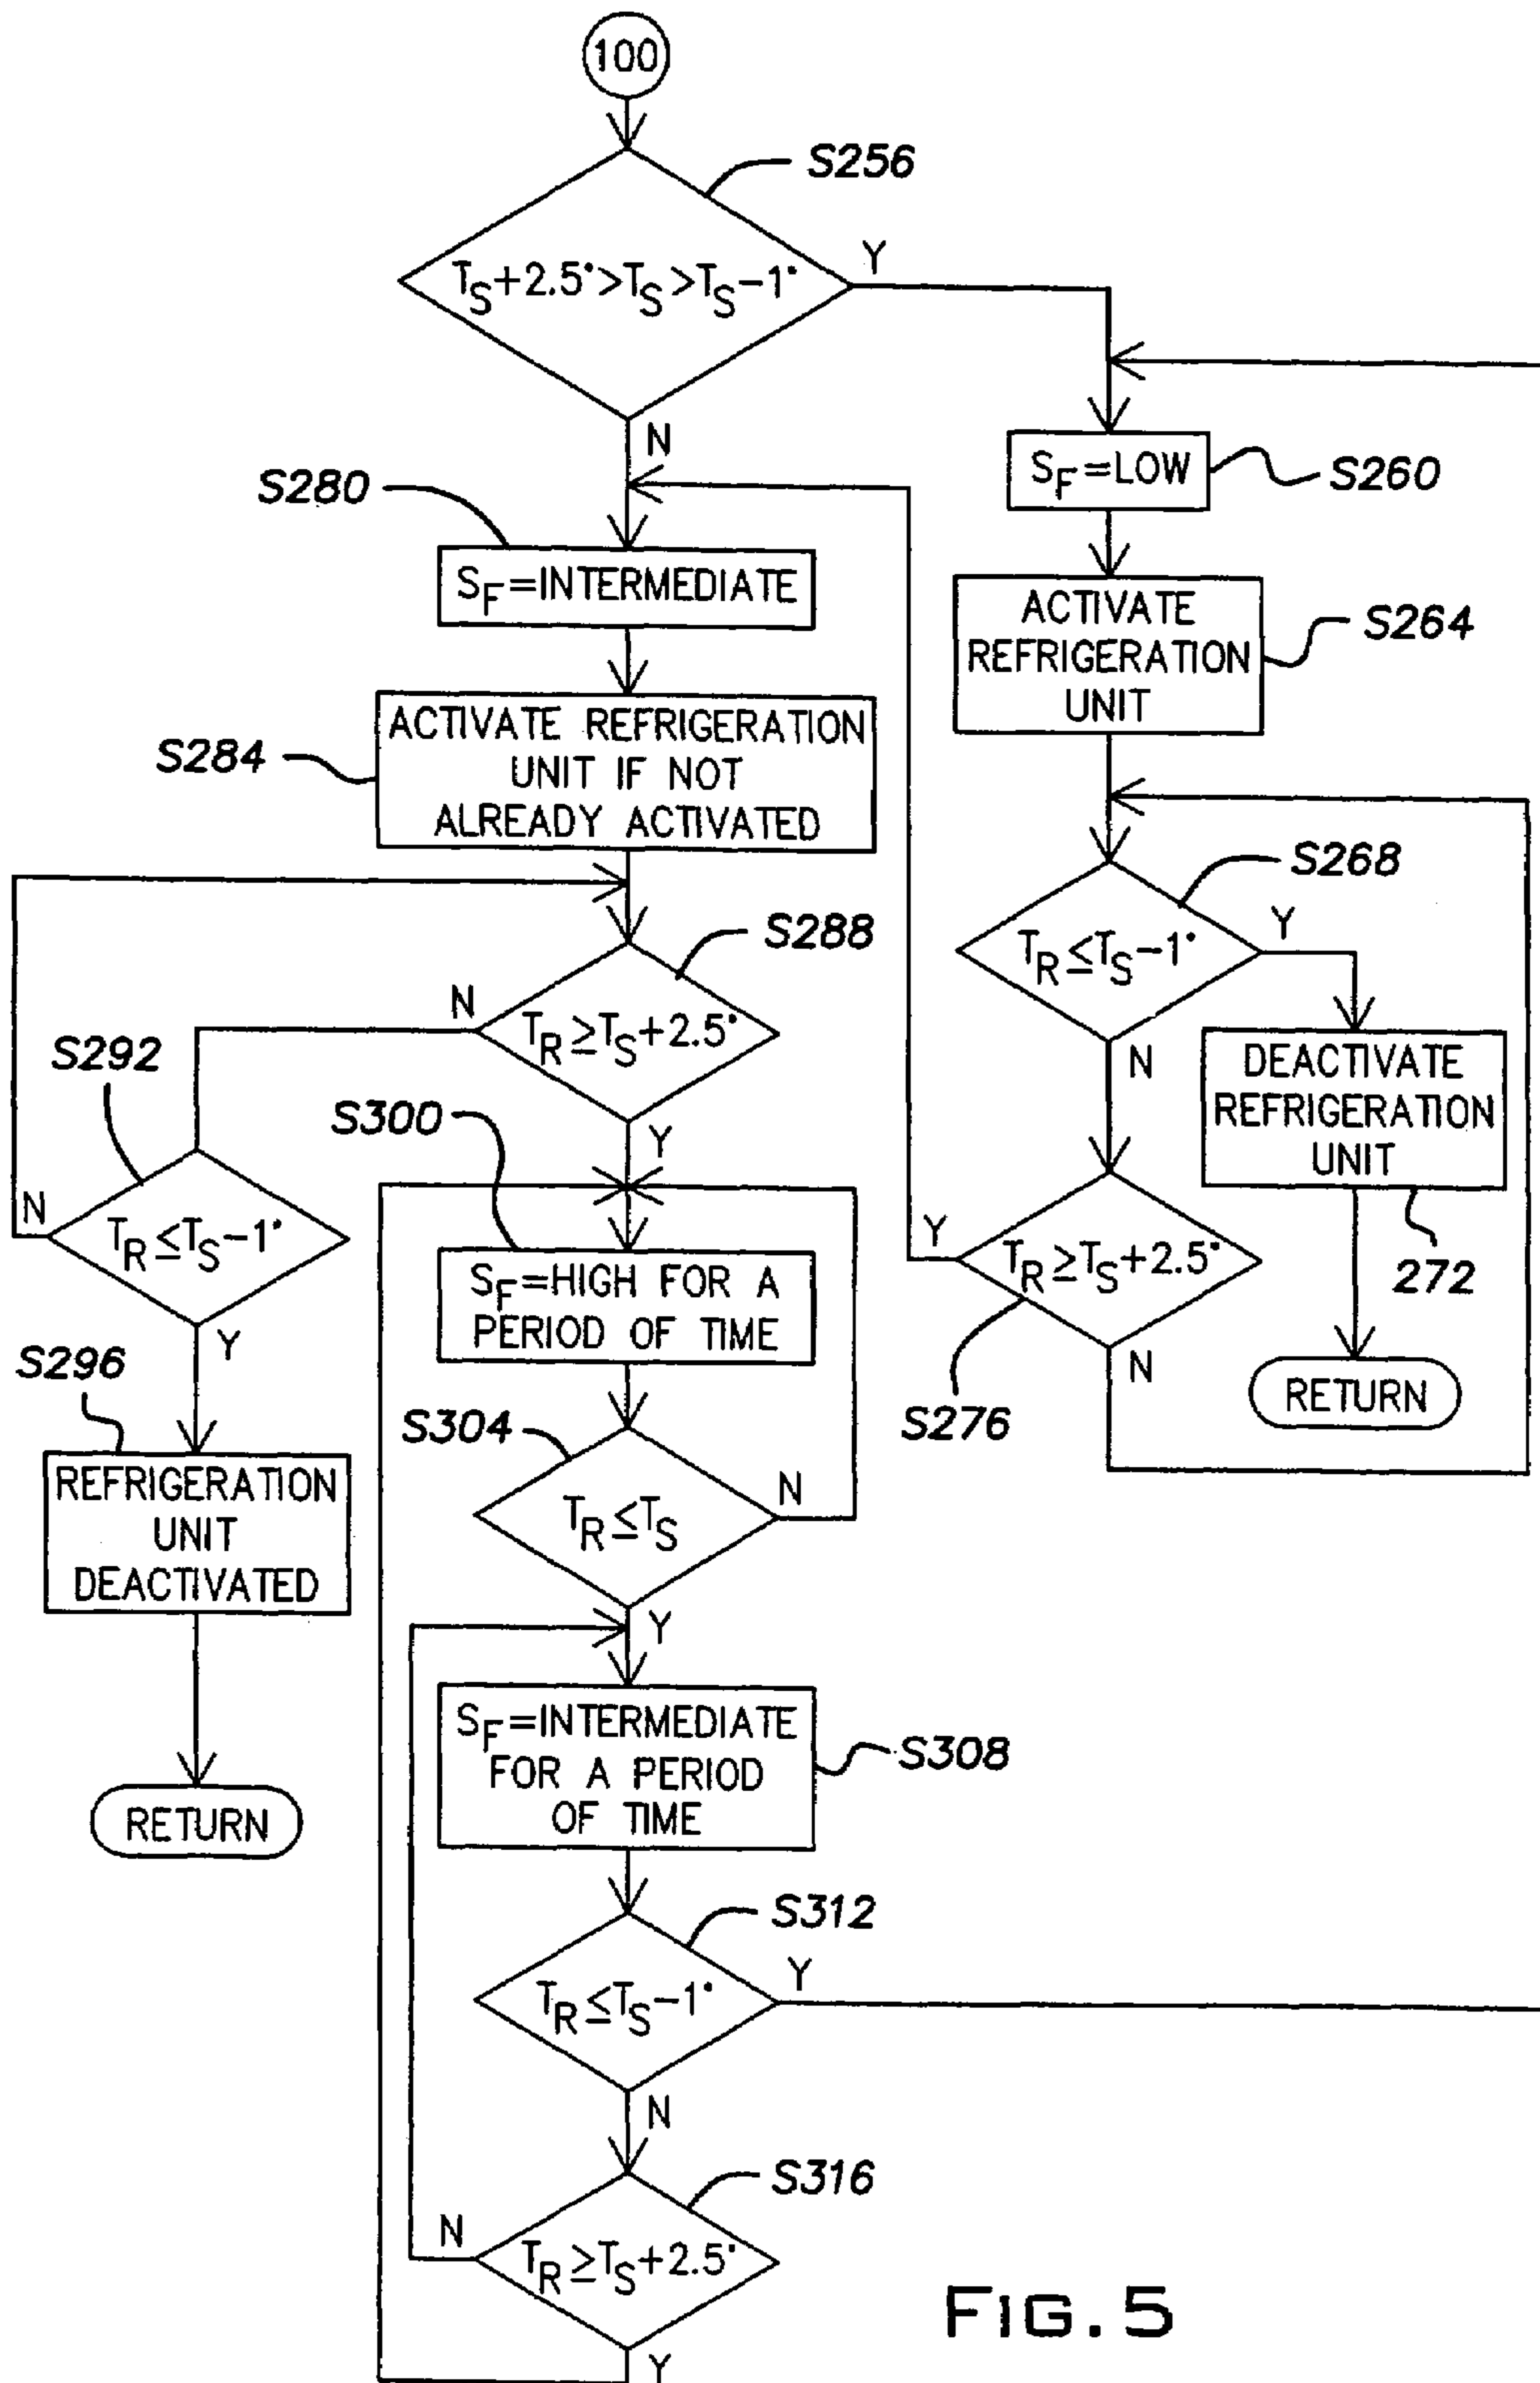 100
S256
T_S+2.5°>T_S>T_S-1°
Y
N
S280
S_F=INTERMEDIATE
S_F=LOW
S260
S284
ACTIVATE REFRIGERATION
UNIT IF NOT
ALREADY ACTIVATED
ACTIVATE
REFRIGERATION
UNIT
S264
S288
T_R≥T_S+2.5°
N
Y
S268
T_R≤T_S-1°
Y
N
S292
T_R≤T_S-1°
N
Y
DEACTIVATE
REFRIGERATION
UNIT
272
RETURN
S300
S_F=HIGH FOR A
PERIOD OF TIME
T_R≥T_S+2.5°
Y
N
S276
S296
REFRIGERATION
UNIT
DEACTIVATED
RETURN
S304
T_R≤T_S
N
Y
S_F=INTERMEDIATE
FOR A PERIOD
OF TIME
S308
S312
T_R≤T_S-1°
Y
N
S316
T_R≥T_S+2.5°
N
Y
FIG. 5